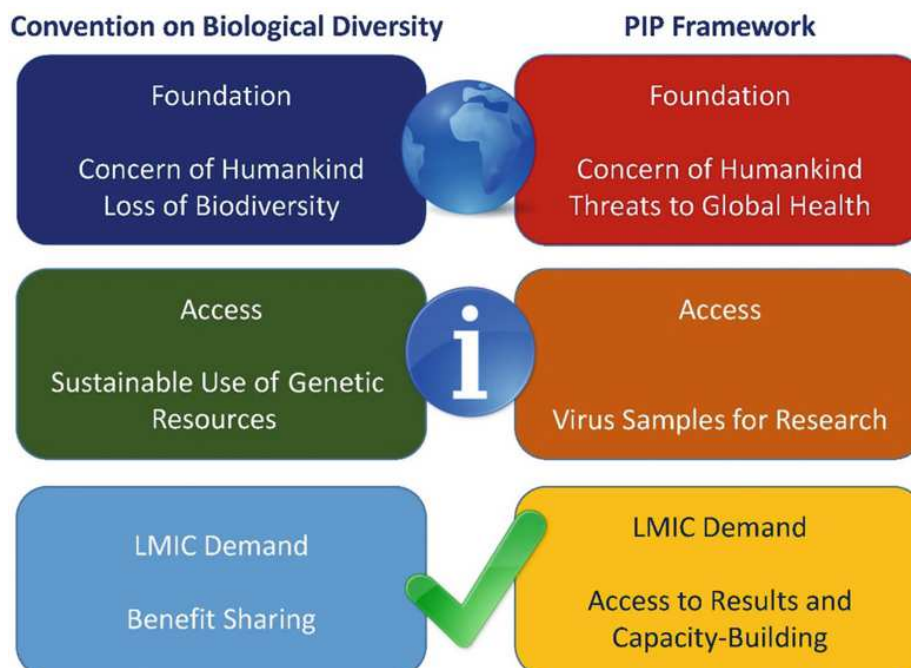 Convention on Biological Diversity
PIP Framework
Foundation
Concern of Humankind
Loss of Biodiversity
Foundation
Concern of Humankind
Threats to Global Health
Access
Sustainable Use of Genetic
Resources
i
Access
Virus Samples for Research
LMIC Demand
Benefit Sharing
LMIC Demand
Access to Results and
Capacity-Building